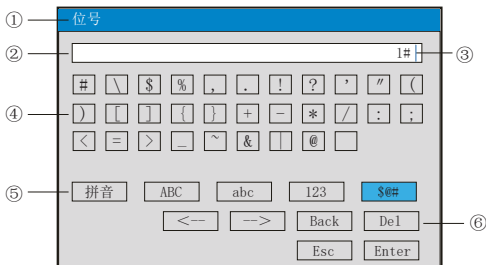 ① 位号
② 1# ③
# \ $ % , . ! ? ’ ″ (
④ ) [ ] { } + - * / : ;
< = > _ ~ & | @
⑤ 拼音 ABC abc 123 $@#
<-- --> Back Del ⑥
Esc Enter